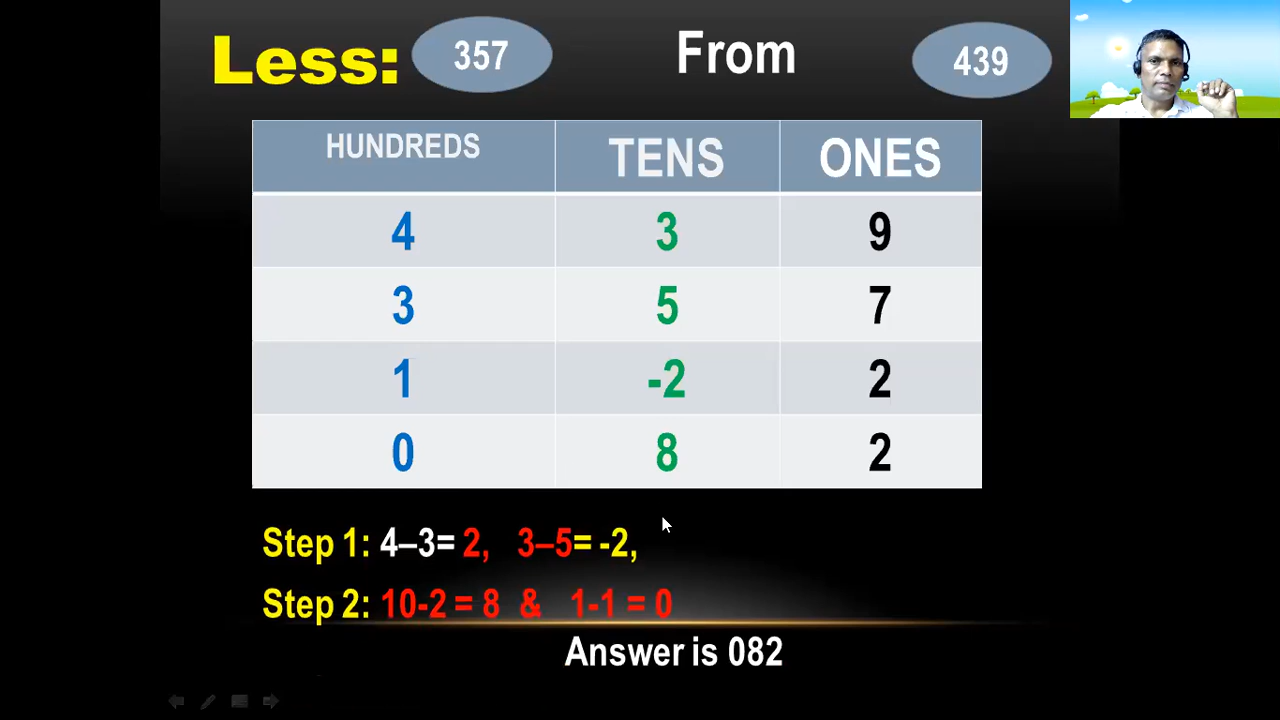 Less: 357 From 439
HUNDREDS TENS ONES
4 3 9
3 5 7
1 -2 2
0 8 2
Step 1: 4–3= 2, 3–5= -2,
Step 2: 10-2 = 8 & 1-1 = 0
Answer is 082